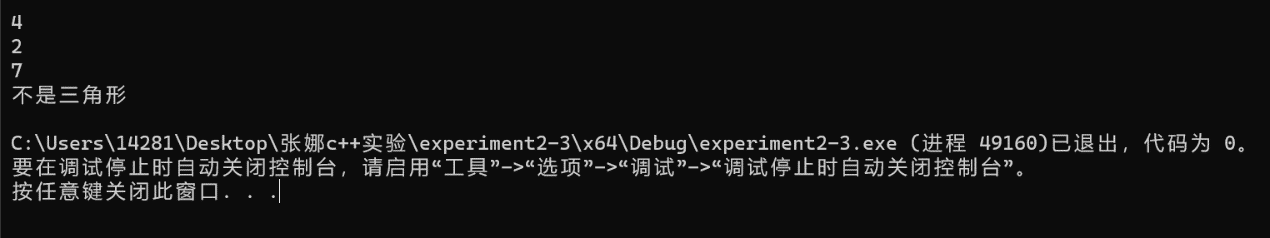 4
2
7
不是三角形
C:\Users\14281\Desktop\张娜c++实验\experiment2-3\x64\Debug\experiment2-3.exe (进程 49160)已退出，代码为 0。
要在调试停止时自动关闭控制台，请启用“工具”->“选项”->“调试”->“调试停止时自动关闭控制台”。
按任意键关闭此窗口. . .